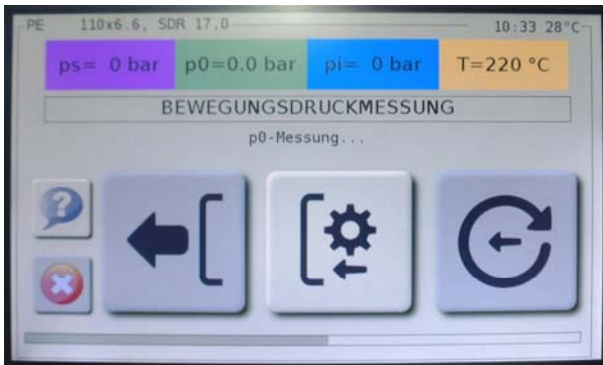 PE 110x6.6, SDR 17.0 10:33 28°C
ps= 0 bar p0=0.0 bar pi= 0 bar T=220 °C
BEWEGUNGSDRUCKMESSUNG
p0-Messung...
?